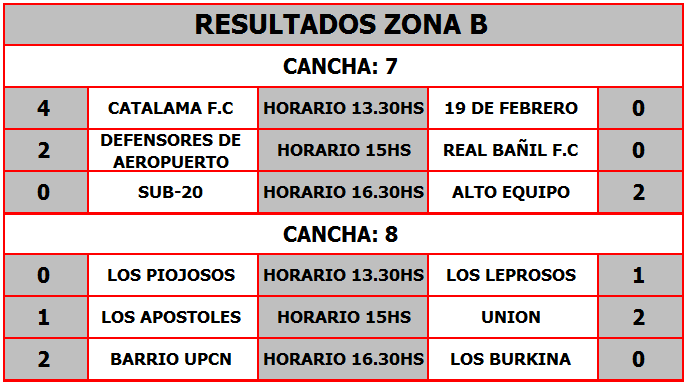 RESULTADOS ZONA B
CANCHA: 7
4 CATALAMA F.C HORARIO 13.30HS 19 DE FEBRERO 0
2 DEFENSORES DE AEROPUERTO HORARIO 15HS REAL BAÑIL F.C 0
0 SUB-20 HORARIO 16.30HS ALTO EQUIPO 2
CANCHA: 8
0 LOS PIOJOSOS HORARIO 13.30HS LOS LEPROSOS 1
1 LOS APOSTOLES HORARIO 15HS UNION 2
2 BARRIO UPCN HORARIO 16.30HS LOS BURKINA 0